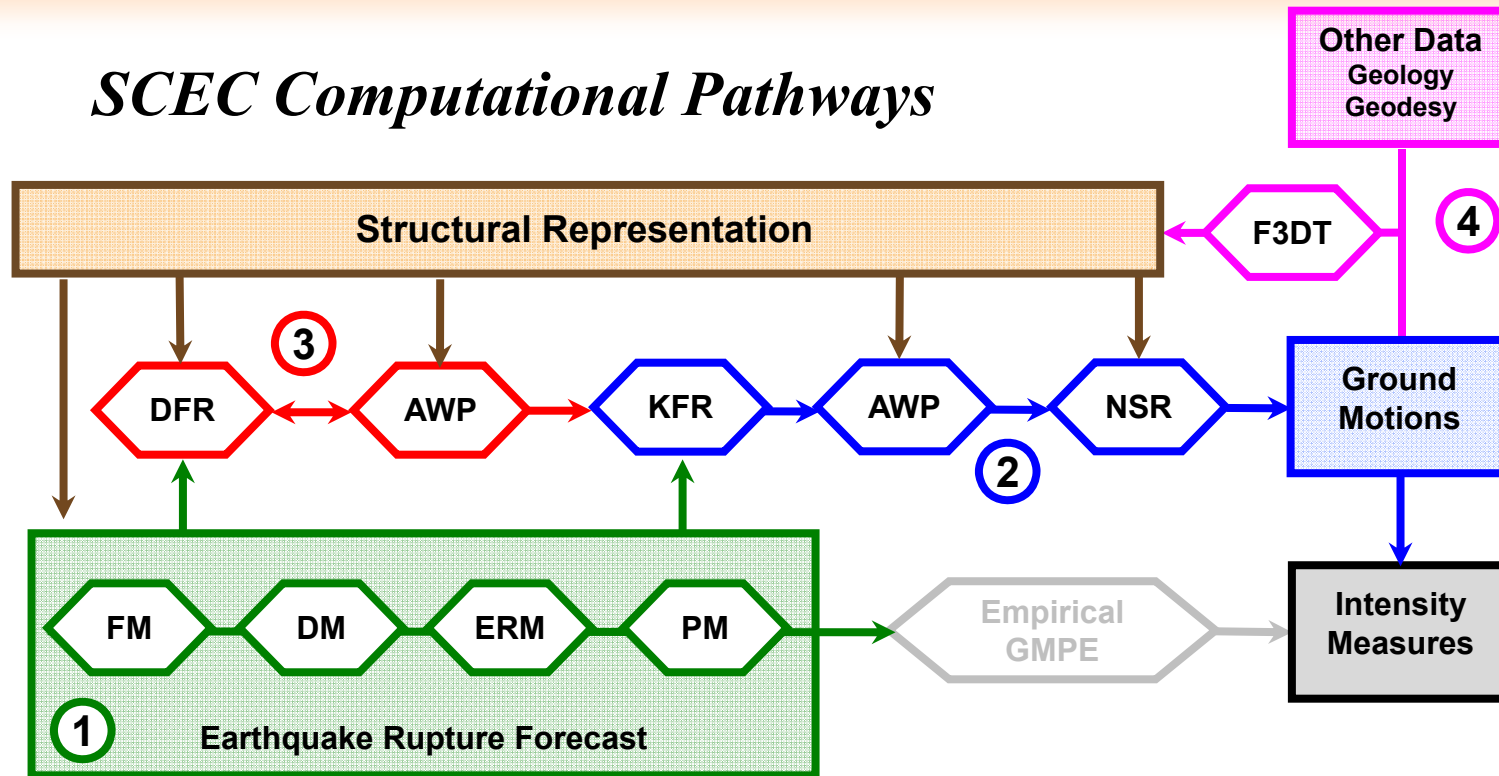 SCEC Computational Pathways
Other Data
Geology
Geodesy
Structural Representation
F3DT
4
3
DFR
AWP
KFR
AWP
NSR
Ground
Motions
2
FM
DM
ERM
PM
Empirical
GMPE
Intensity
Measures
1
Earthquake Rupture Forecast